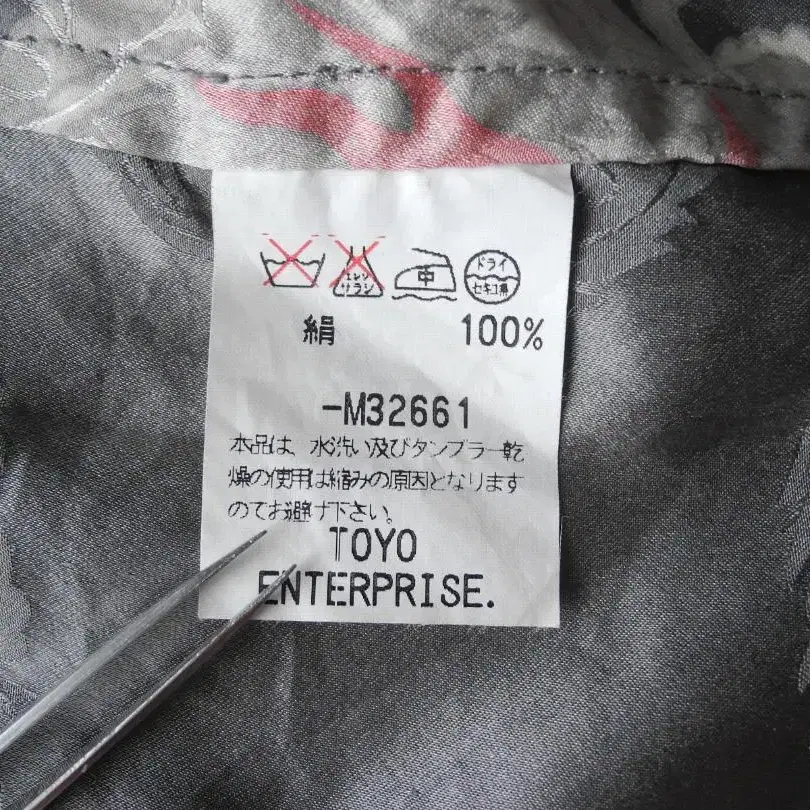 エンソ
サラシ
中
ドライ
セキユ系
絹 100%
-M32661
本品は、水洗い及びタンブラー乾
燥の使用は縮みの原因となります
のでお避け下さい。
TOYO
ENTERPRISE.